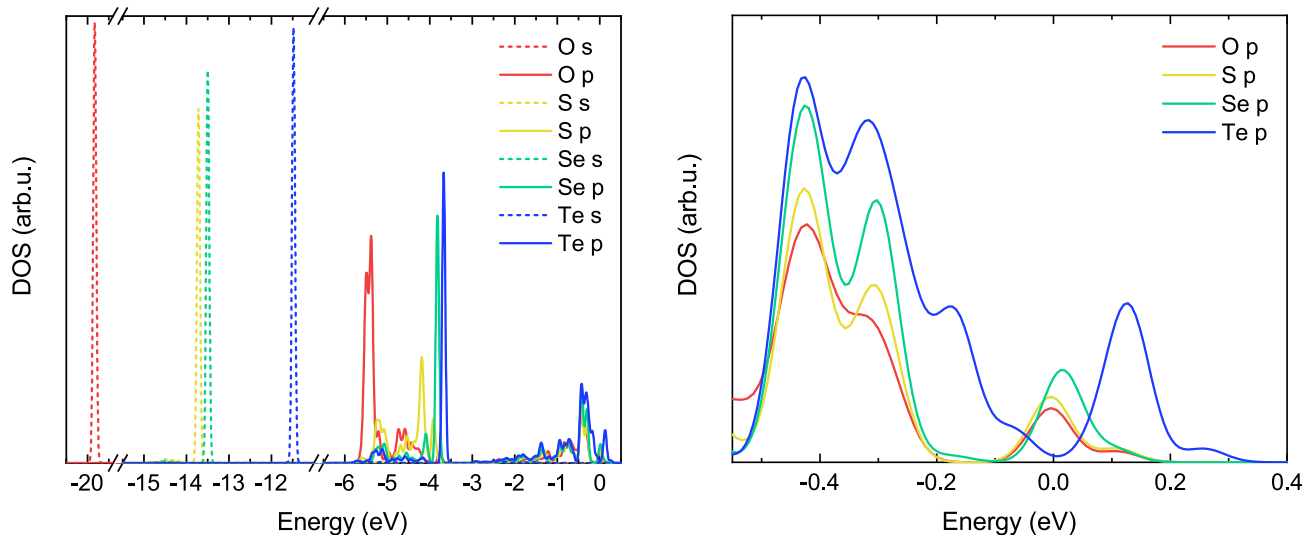 DOS (arb.u.)
O s
O p
S s
S p
Se s
Se p
Te s
Te p
-20 -15 -14 -13 -12 -6 -5 -4 -3 -2 -1 0
Energy (eV)
DOS (arb.u.)
O p
S p
Se p
Te p
-0.4 -0.2 0.0 0.2 0.4
Energy (eV)